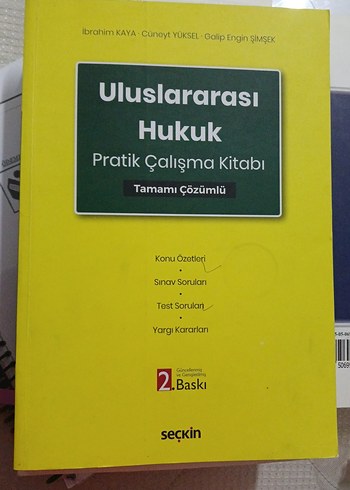 İbrahim KAYA · Cüneyt YÜKSEL · Galip Engin ŞİMŞEK
Uluslararası
Hukuk
Pratik Çalışma Kitabı
Tamamı Çözümlü
Konu Özetleri
•
Sınav Soruları
•
Test Soruları
•
Yargı Kararları
Güncellenmiş
ve Genişletilmiş
2. Baskı
seçkin